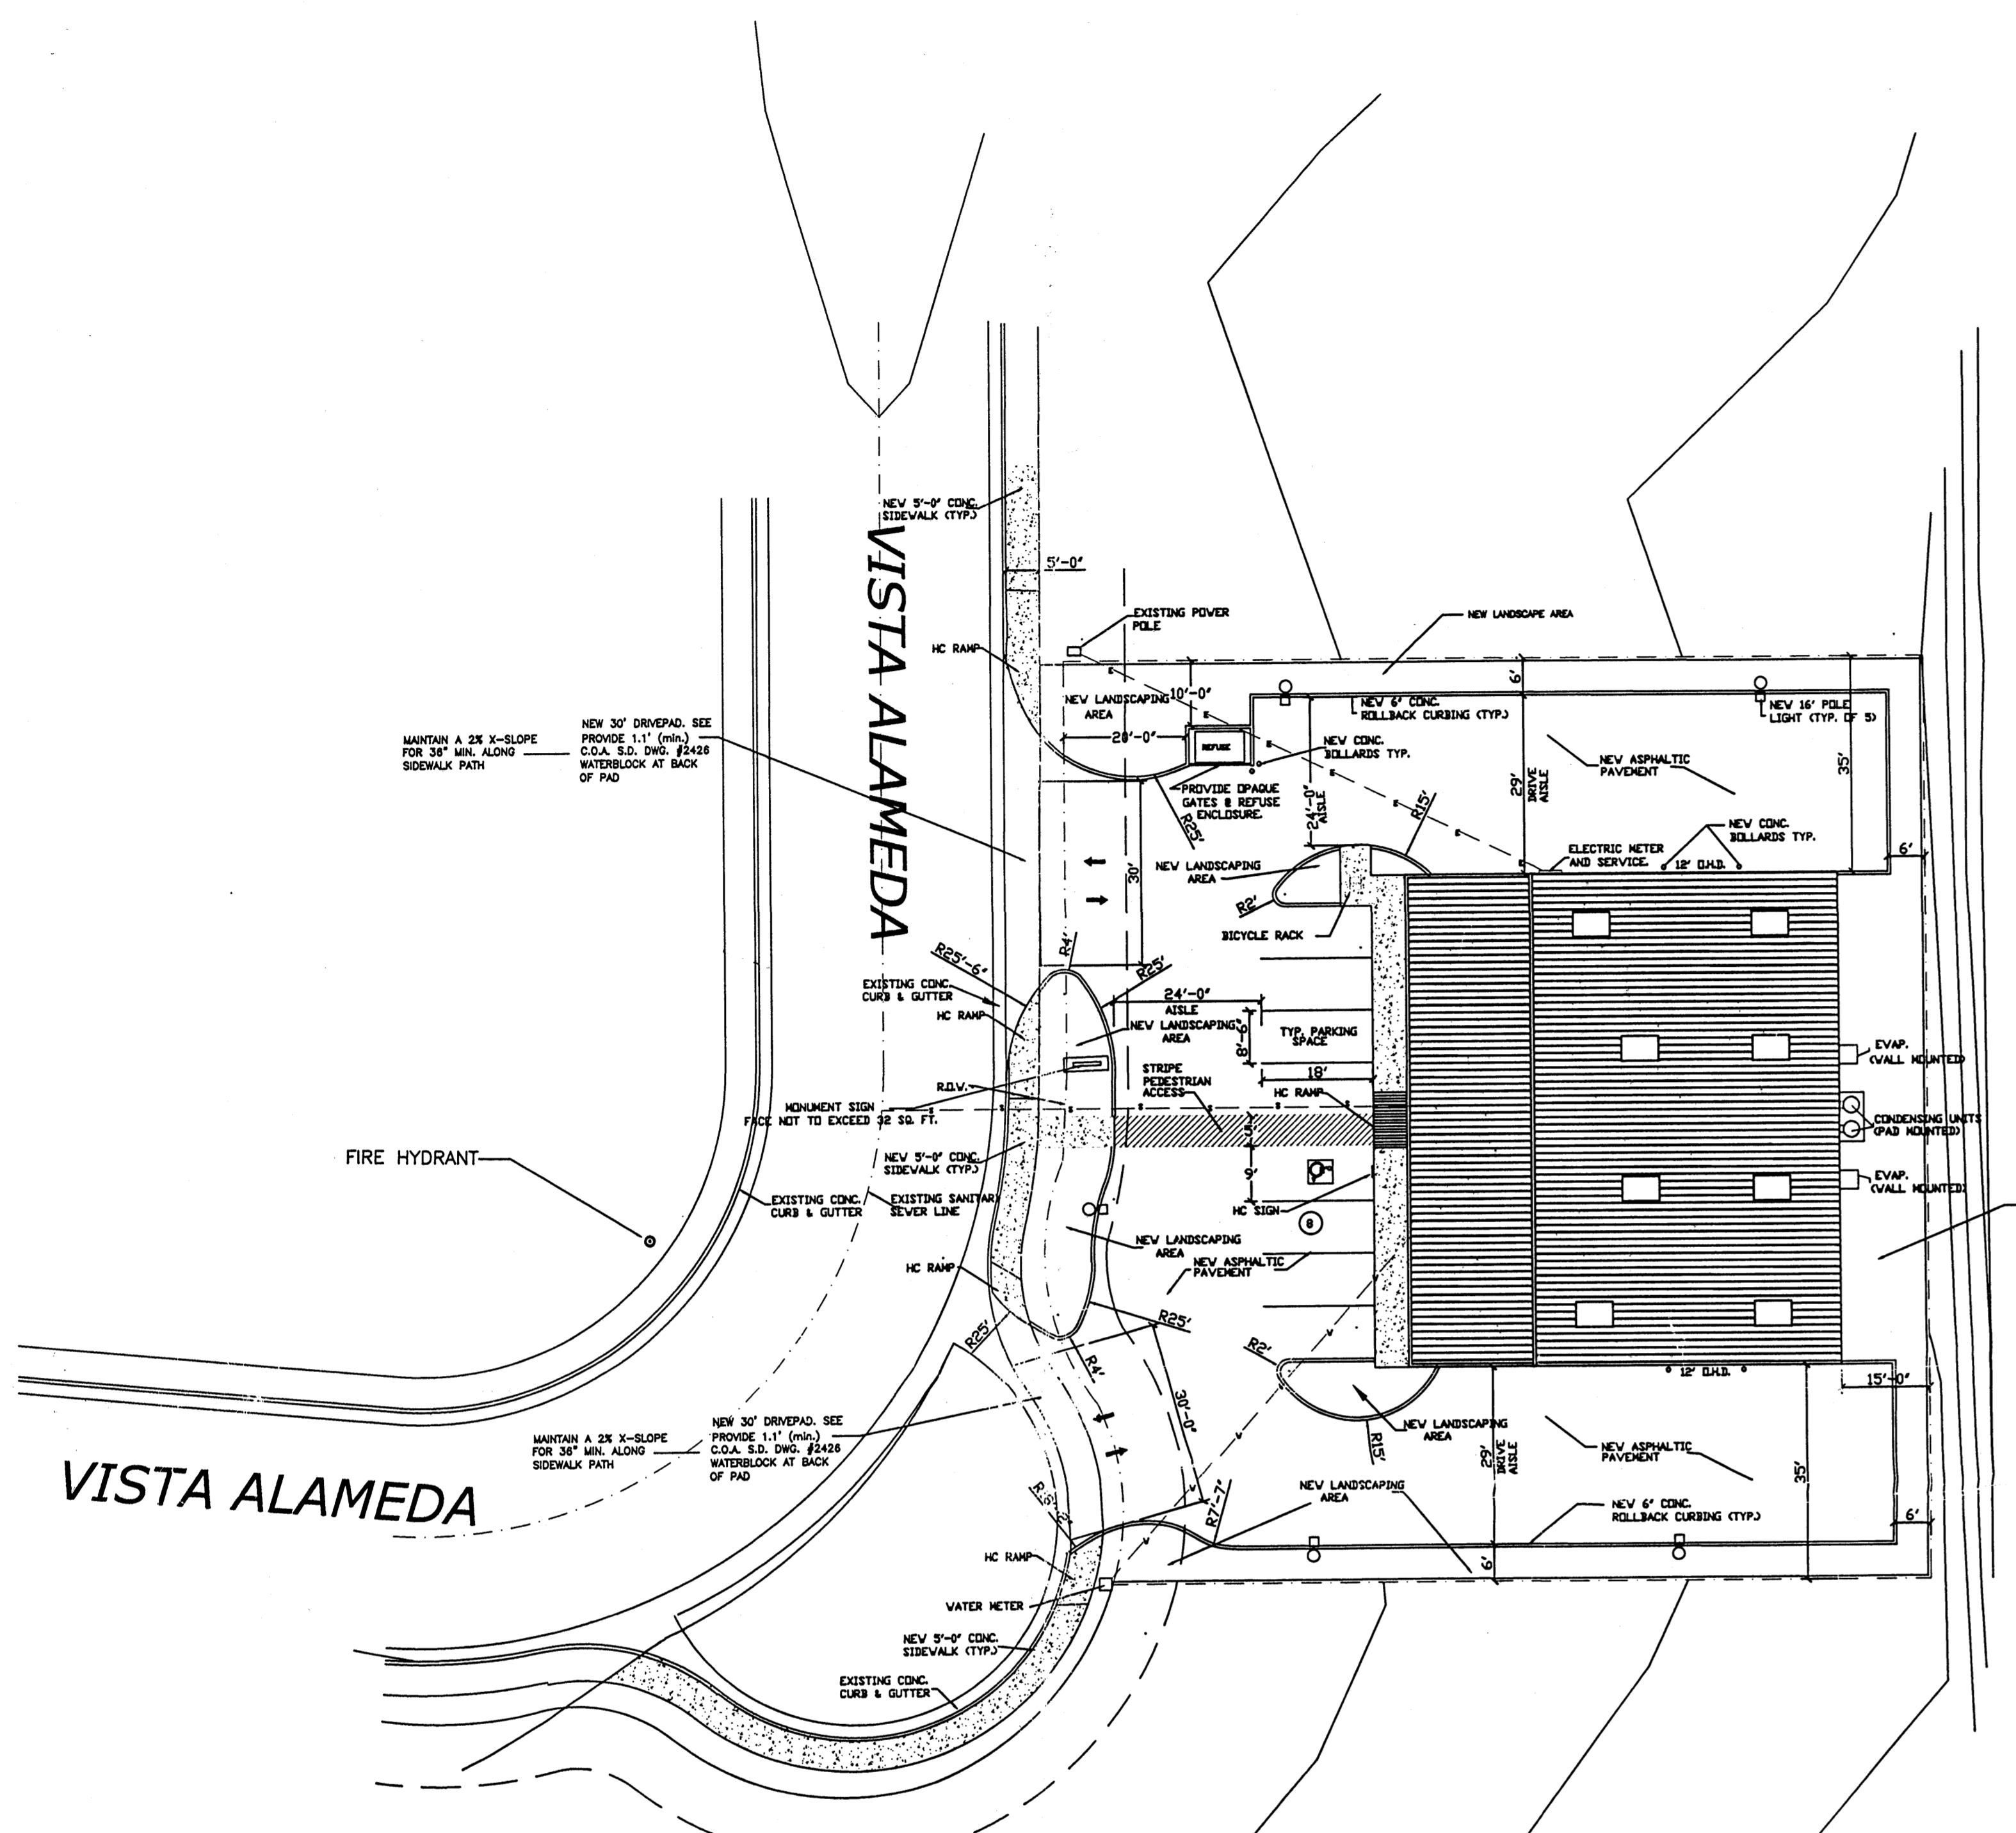 NEW 5'-0" CONC.
SIDEWALK (TYP.)
VISTA ALAMEDA
5'-0"
EXISTING POWER
POLE
NEW LANDSCAPE AREA
HC RAMP
6'
NEW LANDSCAPING
AREA
10'-0"
NEW 6" CONC.
ROLLBACK CURBING (TYP.)
NEW 16' POLE
LIGHT (TYP. OF 5)
MAINTAIN A 2% X-SLOPE
FOR 36" MIN. ALONG
SIDEWALK PATH
NEW 30' DRIVEPAD. SEE
PROVIDE 1.1' (min.)
C.O.A. S.D. DWG. #2426
WATERBLOCK AT BACK
OF PAD
20'-0"
REFUSE
NEW CONC.
BOLLARDS TYP.
NEW ASPHALTIC
PAVEMENT
35'
PROVIDE OPAQUE
GATES & REFUSE
ENCLOSURE.
R25'
24'-0"
AISLE
R15'
29'
DRIVE
AISLE
NEW CONC.
BOLLARDS TYP.
ELECTRIC METER
AND SERVICE.
12' O.H.D.
6'
30'
NEW LANDSCAPING
AREA
R2'
BICYCLE RACK
R4'
R25'-6"
R25'
EXISTING CONC.
CURB & GUTTER
HC RAMP
24'-0"
AISLE
NEW LANDSCAPING
AREA
8'-6"
TYP. PARKING
SPACE
EVAP.
(WALL MOUNTED)
18'
STRIPE
PEDESTRIAN
ACCESS
HC RAMP
R.O.W.
MONUMENT SIGN
FACE NOT TO EXCEED 32 SQ. FT.
CONDENSING UNITS
(PAD MOUNTED)
5'
FIRE HYDRANT
NEW 5'-0" CONC.
SIDEWALK (TYP.)
9'
EVAP.
(WALL MOUNTED)
EXISTING CONC.
CURB & GUTTER
EXISTING SANITARY
SEWER LINE
HC SIGN
8
NEW LANDSCAPING
AREA
NEW ASPHALTIC
PAVEMENT
HC RAMP
R25'
R25'
R4'
R2'
12' O.H.D.
15'-0"
30'-0"
NEW LANDSCAPING
AREA
R15'
29'
DRIVE
AISLE
NEW ASPHALTIC
PAVEMENT
35'
MAINTAIN A 2% X-SLOPE
FOR 36" MIN. ALONG
SIDEWALK PATH
NEW 30' DRIVEPAD. SEE
PROVIDE 1.1' (min.)
C.O.A. S.D. DWG. #2426
WATERBLOCK AT BACK
OF PAD
VISTA ALAMEDA
NEW LANDSCAPING
AREA
R7'-7"
NEW 6" CONC.
ROLLBACK CURBING (TYP.)
6'
6'
HC RAMP
WATER METER
NEW 5'-0" CONC.
SIDEWALK (TYP.)
EXISTING CONC.
CURB & GUTTER